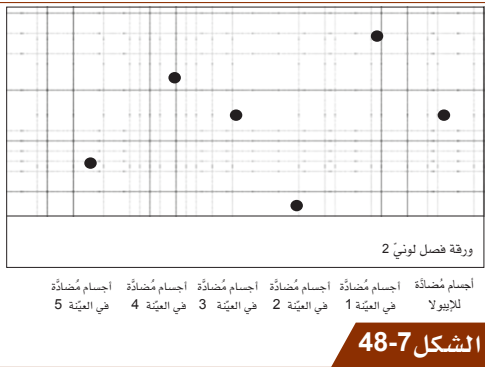 ورقة فصل لونيّ 2
أجسام مُضادَّة أجسام مُضادَّة أجسام مُضادَّة أجسام مُضادَّة أجسام مُضادَّة أجسام مُضادَّة
للإيبولا في العيّنة 1 في العيّنة 2 في العيّنة 3 في العيّنة 4 في العيّنة 5
الشكل 7-48